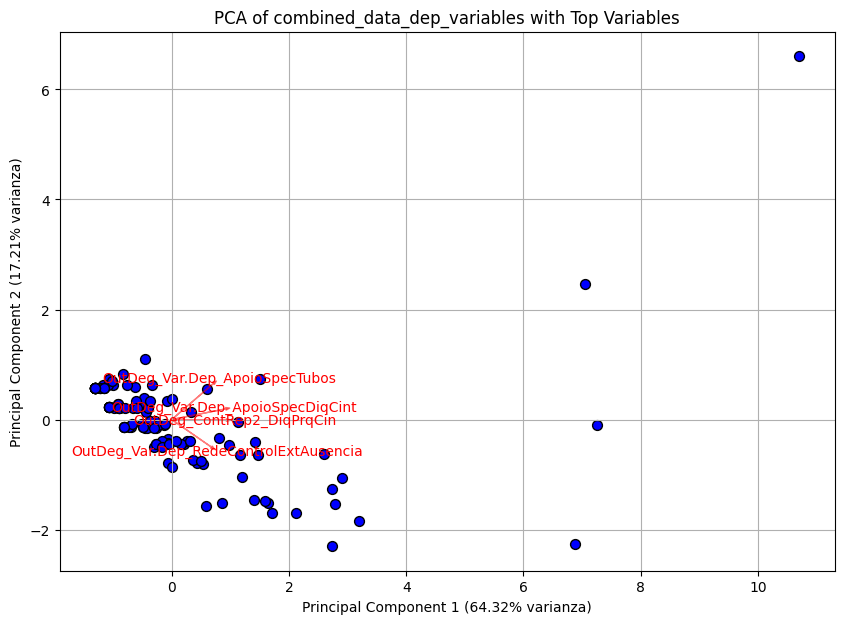 PCA of combined_data_dep_variables with Top Variables
Principal Component 2 (17.21% varianza)
6
4
2
0
−2
OutDeg_Var.Dep_ApoioSpecTubos
OutDeg_Var.Dep_ApoioSpecDiqCint
OutDeg_ContRep2_DiqPrqCin
OutDeg_Var.Dep_RedeControlExtAusencia
0 2 4 6 8 10
Principal Component 1 (64.32% varianza)